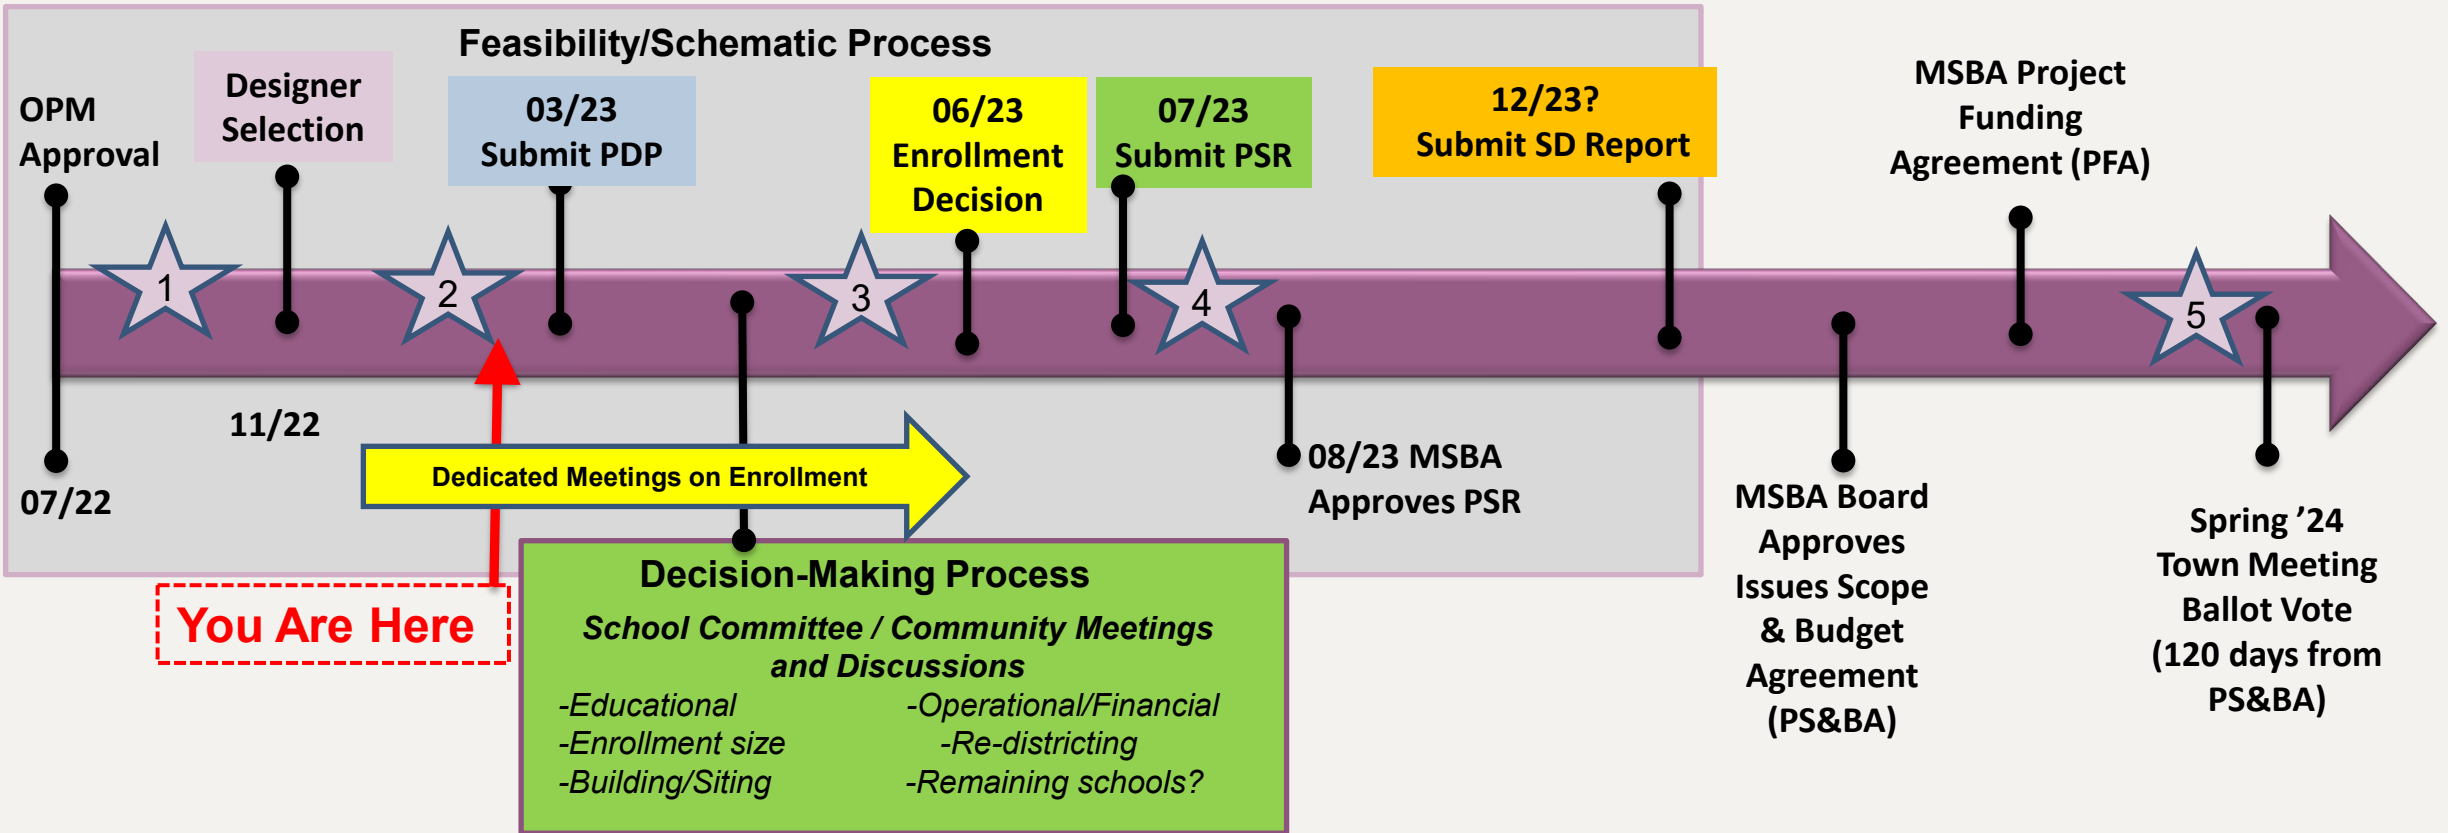 Feasibility/Schematic Process
OPM
Approval
Designer
Selection
03/23
Submit PDP
06/23
Enrollment
Decision
07/23
Submit PSR
12/23?
Submit SD Report
MSBA Project
Funding
Agreement (PFA)
1
2
3
4
5
07/22
11/22
Dedicated Meetings on Enrollment
08/23 MSBA
Approves PSR
You Are Here
Decision-Making Process
School Committee / Community Meetings
and Discussions
-Educational
-Operational/Financial
-Enrollment size
-Re-districting
-Building/Siting
-Remaining schools?
MSBA Board
Approves
Issues Scope
& Budget
Agreement
(PS&BA)
Spring ’24
Town Meeting
Ballot Vote
(120 days from
PS&BA)